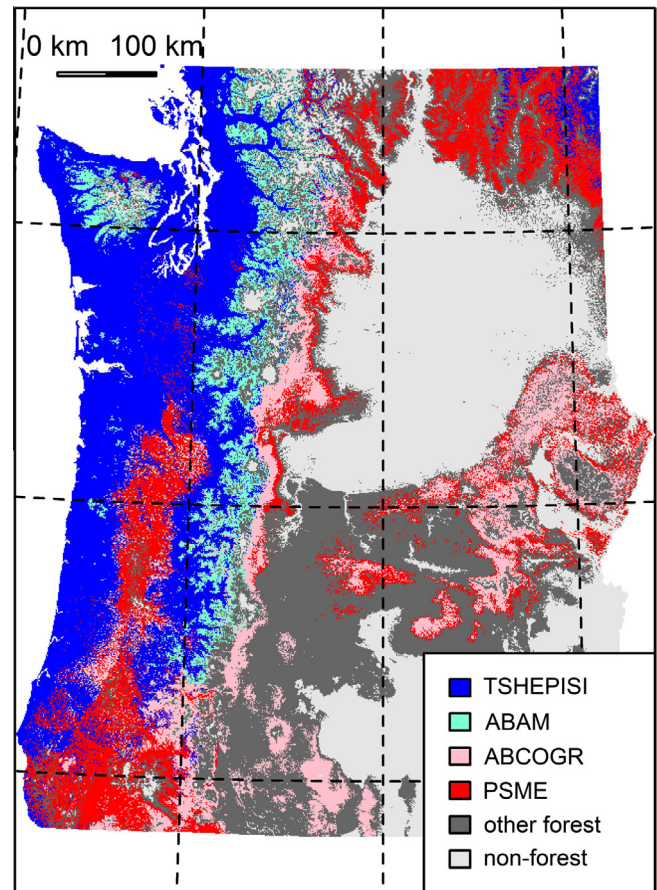 0 km 100 km
TSHEPISI
ABAM
ABCOGR
PSME
other forest
non-forest